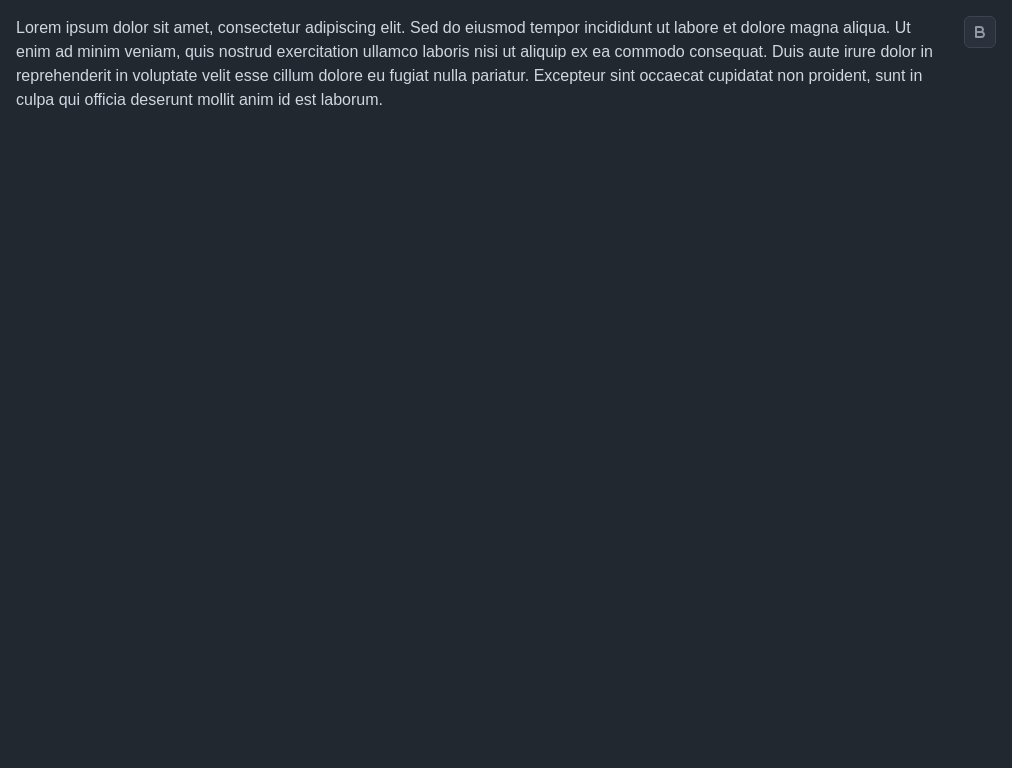 Lorem ipsum dolor sit amet, consectetur adipiscing elit. Sed do eiusmod tempor incididunt ut labore et dolore magna aliqua. Ut
enim ad minim veniam, quis nostrud exercitation ullamco laboris nisi ut aliquip ex ea commodo consequat. Duis aute irure dolor in
reprehenderit in voluptate velit esse cillum dolore eu fugiat nulla pariatur. Excepteur sint occaecat cupidatat non proident, sunt in
culpa qui officia deserunt mollit anim id est laborum.
B